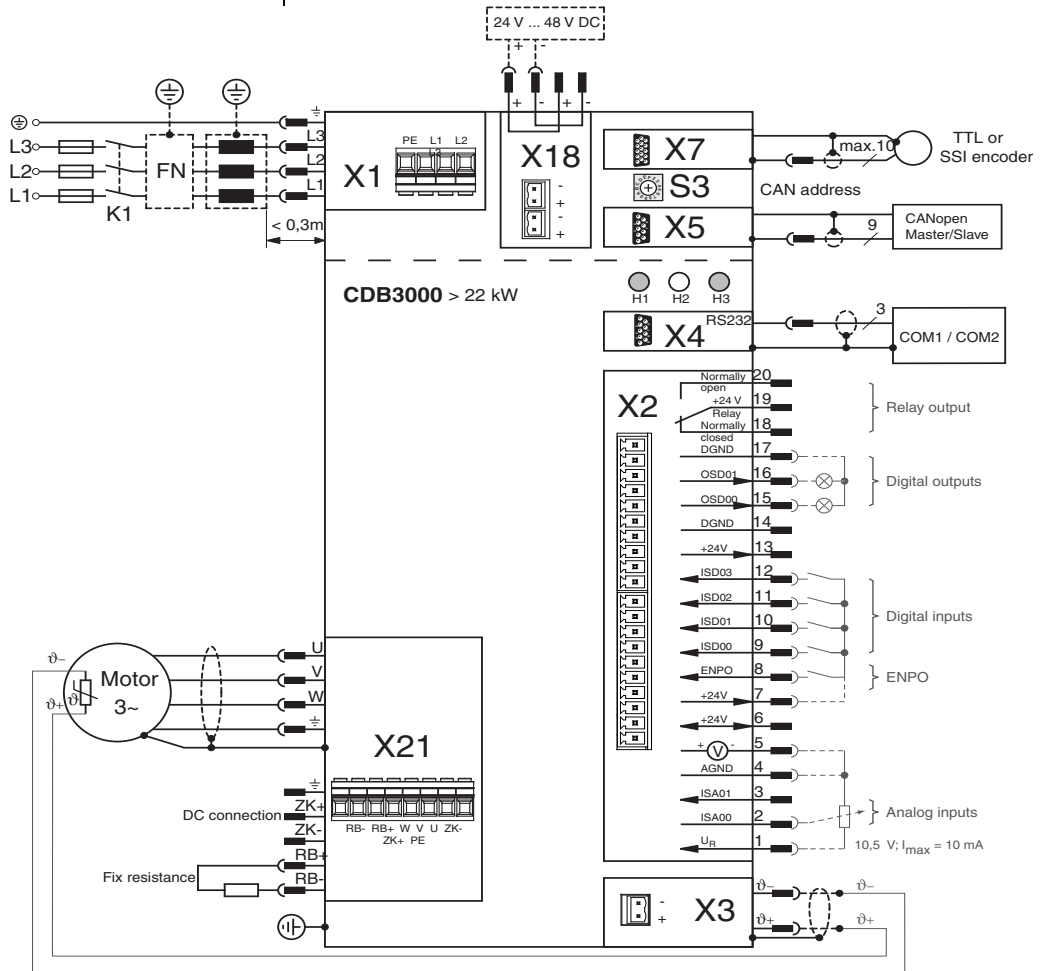 24 V ... 48 V DC
+ -
+ - + -
L3
L2
L1
K1
FN
L3
L2
L1
< 0,3m
X1
PE L1 L2
L3
X18
-
+
-
+
X7
S3
X5
max.10
TTL or
SSI encoder
CAN address
9
CANopen
Master/Slave
CDB3000 > 22 kW
H1 H2 H3
X4
RS232
3
COM1 / COM2
X2
Normally
open
20
+24 V
19
Relay
Normally
closed
18
Relay output
DGND
17
OSD01
16
OSD00
15
Digital outputs
DGND
14
+24V
13
ISD03
12
ISD02
11
ISD01
10
ISD00
9
Digital inputs
ENPO
8
ENPO
+24V
7
+24V
6
+ V -
5
AGND
4
ISA01
3
ISA00
2
Analog inputs
UR
1
10,5 V; Imax = 10 mA
ϑ–
ϑ+
ϑ
Motor
3~
U
V
W
X21
RB- RB+ W V U ZK-
ZK+ PE
DC connection
ZK+
ZK-
RB+
RB-
Fix resistance
X3
-
+
ϑ–
ϑ+
ϑ–
ϑ+